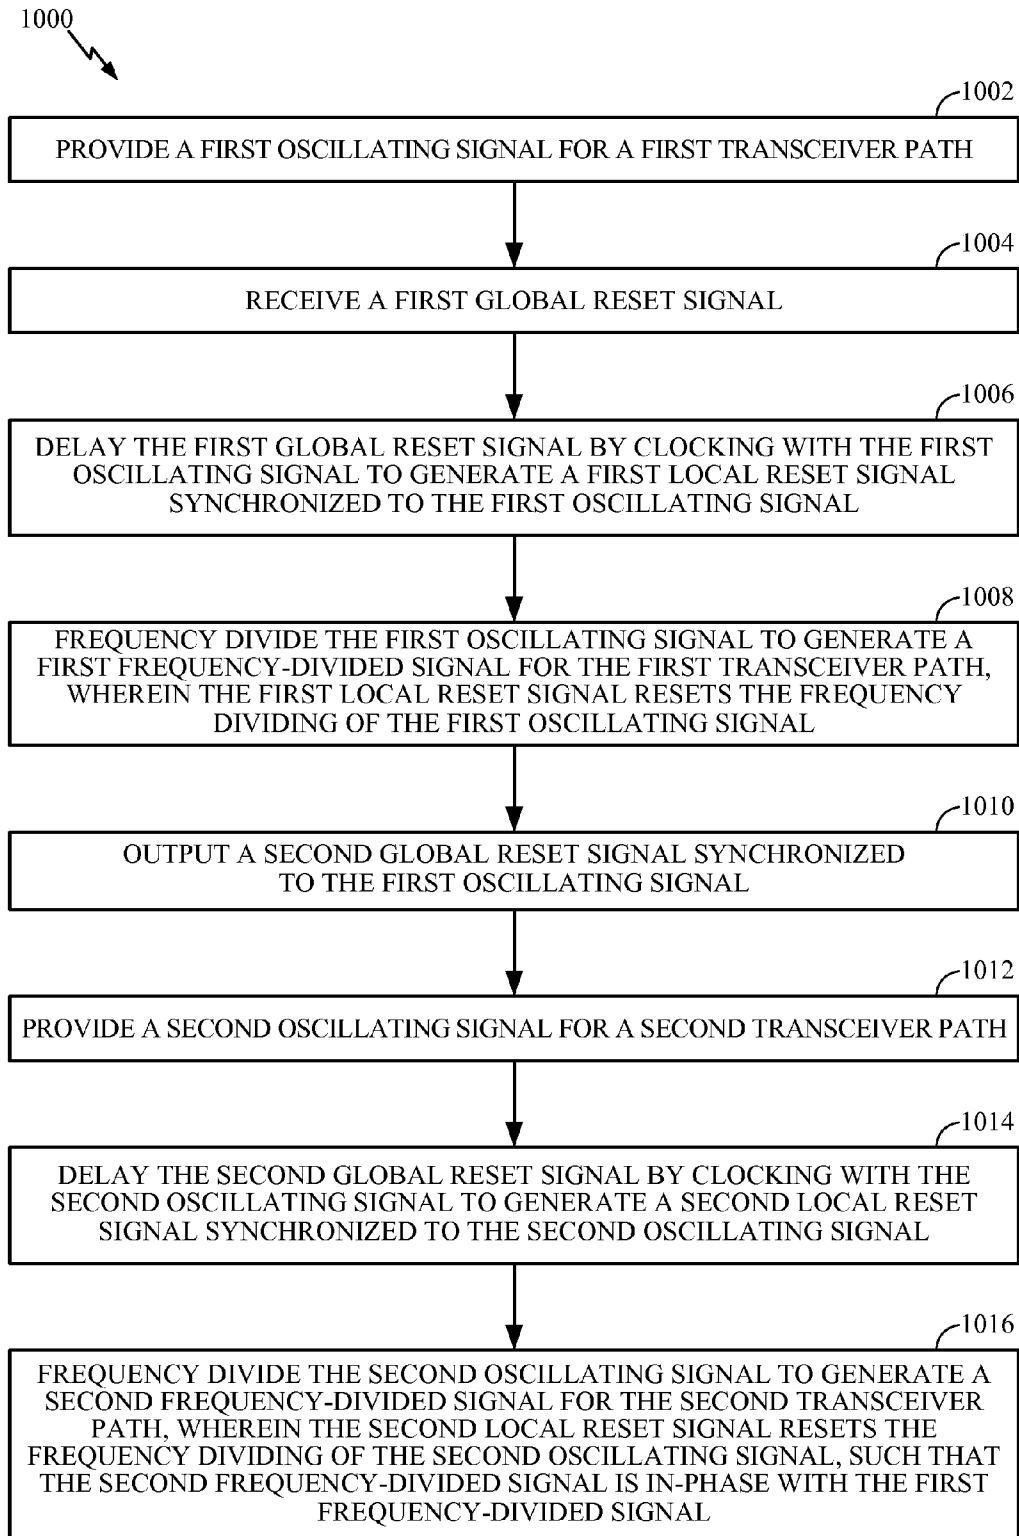 1000
1002
PROVIDE A FIRST OSCILLATING SIGNAL FOR A FIRST TRANSCEIVER PATH
1004
RECEIVE A FIRST GLOBAL RESET SIGNAL
1006
DELAY THE FIRST GLOBAL RESET SIGNAL BY CLOCKING WITH THE FIRST
OSCILLATING SIGNAL TO GENERATE A FIRST LOCAL RESET SIGNAL
SYNCHRONIZED TO THE FIRST OSCILLATING SIGNAL
1008
FREQUENCY DIVIDE THE FIRST OSCILLATING SIGNAL TO GENERATE A
FIRST FREQUENCY-DIVIDED SIGNAL FOR THE FIRST TRANSCEIVER PATH,
WHEREIN THE FIRST LOCAL RESET SIGNAL RESETS THE FREQUENCY
DIVIDING OF THE FIRST OSCILLATING SIGNAL
1010
OUTPUT A SECOND GLOBAL RESET SIGNAL SYNCHRONIZED
TO THE FIRST OSCILLATING SIGNAL
1012
PROVIDE A SECOND OSCILLATING SIGNAL FOR A SECOND TRANSCEIVER PATH
1014
DELAY THE SECOND GLOBAL RESET SIGNAL BY CLOCKING WITH THE
SECOND OSCILLATING SIGNAL TO GENERATE A SECOND LOCAL RESET
SIGNAL SYNCHRONIZED TO THE SECOND OSCILLATING SIGNAL
1016
FREQUENCY DIVIDE THE SECOND OSCILLATING SIGNAL TO GENERATE A
SECOND FREQUENCY-DIVIDED SIGNAL FOR THE SECOND TRANSCEIVER
PATH, WHEREIN THE SECOND LOCAL RESET SIGNAL RESETS THE
FREQUENCY DIVIDING OF THE SECOND OSCILLATING SIGNAL, SUCH THAT
THE SECOND FREQUENCY-DIVIDED SIGNAL IS IN-PHASE WITH THE FIRST
FREQUENCY-DIVIDED SIGNAL